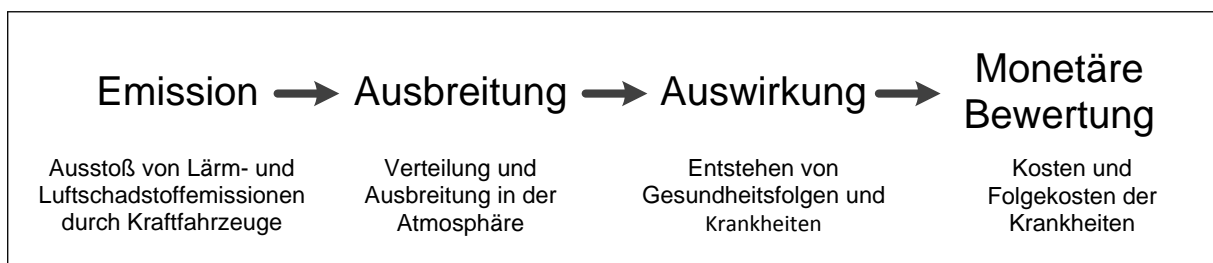 Emission
Ausbreitung
Auswirkung
Monetäre
Bewertung
Ausstoß von Lärm- und
Luftschadstoffemissionen
durch Kraftfahrzeuge
Verteilung und
Ausbreitung in der
Atmosphäre
Entstehen von
Gesundheitsfolgen und
Krankheiten
Kosten und
Folgekosten der
Krankheiten